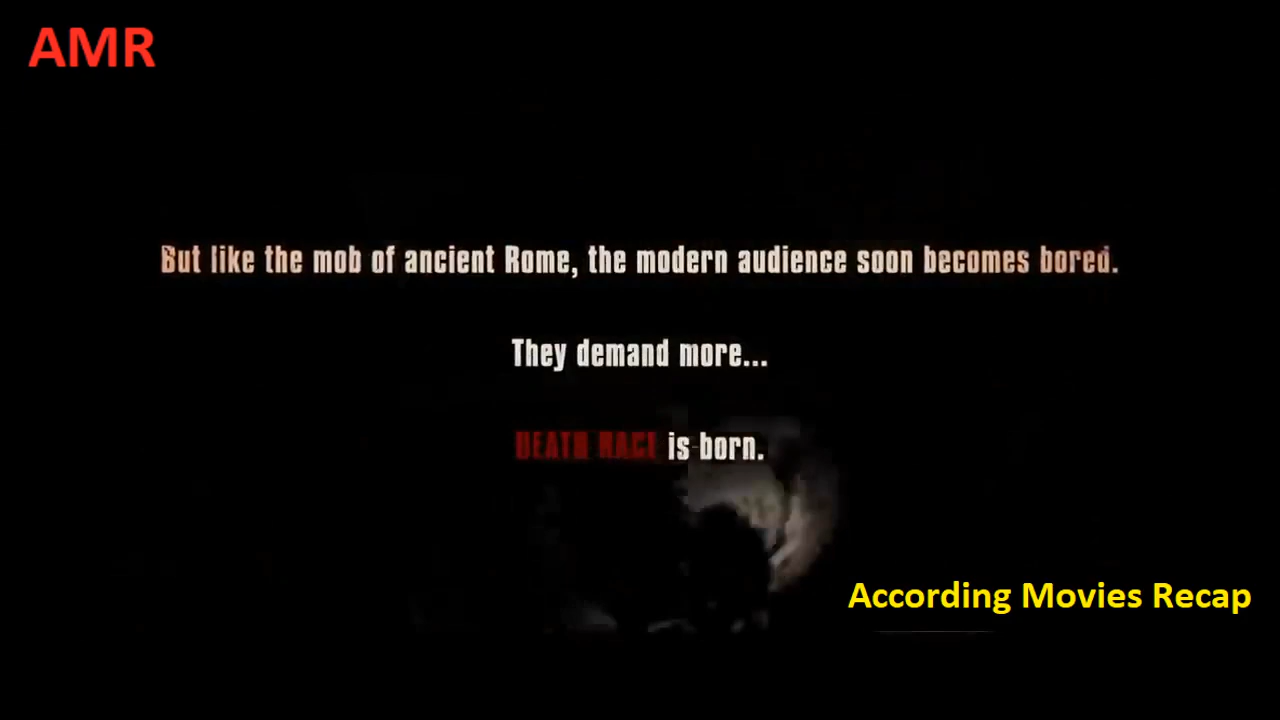 AMR
But like the mob of ancient Rome, the modern audience soon becomes bored.
They demand more...
DEATH RACE is born.
According Movies Recap